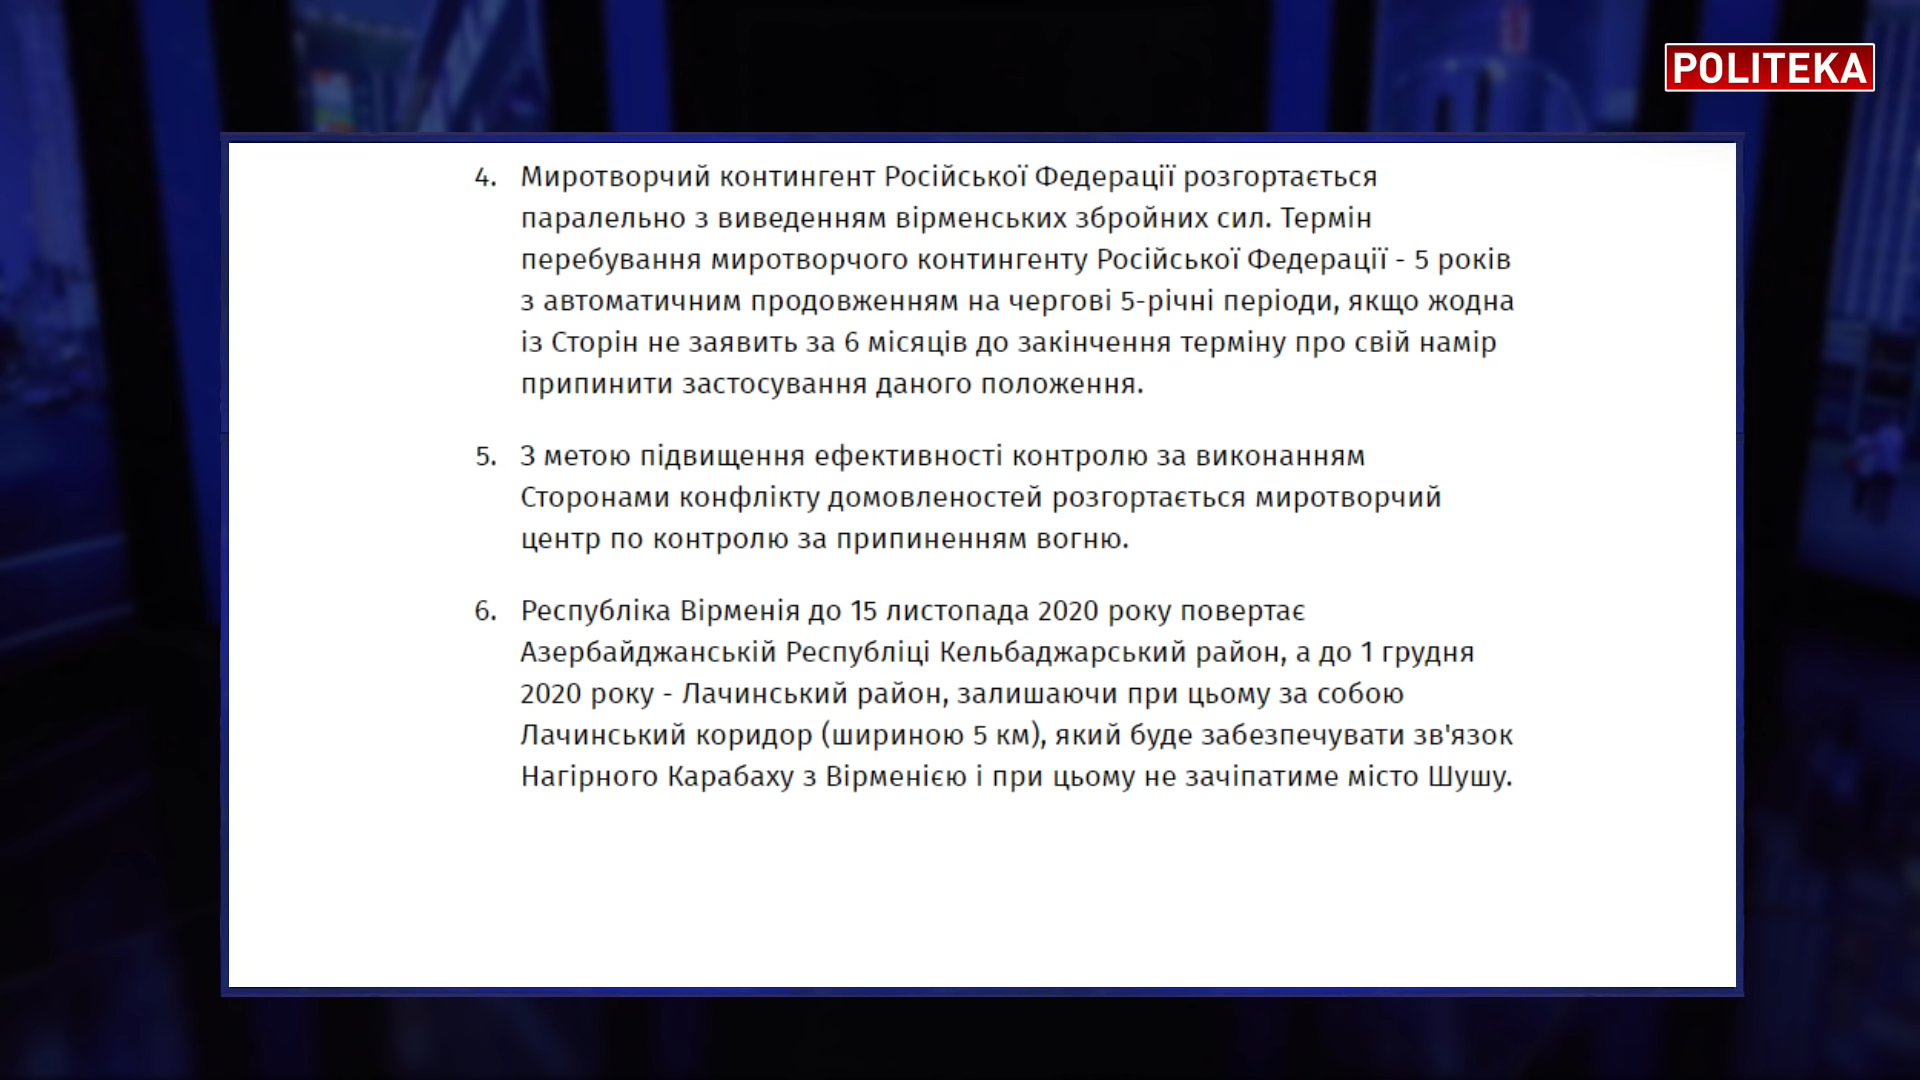 POLITEKA
4. Миротворчий контингент Російської Федерації розгортається
паралельно з виведенням вірменських збройних сил. Термін
перебування миротворчого контингенту Російської Федерації - 5 років
з автоматичним продовженням на чергові 5-річні періоди, якщо жодна
із Сторін не заявить за 6 місяців до закінчення терміну про свій намір
припинити застосування даного положення.
5. З метою підвищення ефективності контролю за виконанням
Сторонами конфлікту домовленостей розгортається миротворчий
центр по контролю за припиненням вогню.
6. Республіка Вірменія до 15 листопада 2020 року повертає
Азербайджанській Республіці Кельбаджарський район, а до 1 грудня
2020 року - Лачинський район, залишаючи при цьому за собою
Лачинський коридор (шириною 5 км), який буде забезпечувати зв'язок
Нагірного Карабаху з Вірменією і при цьому не зачіпатиме місто Шушу.